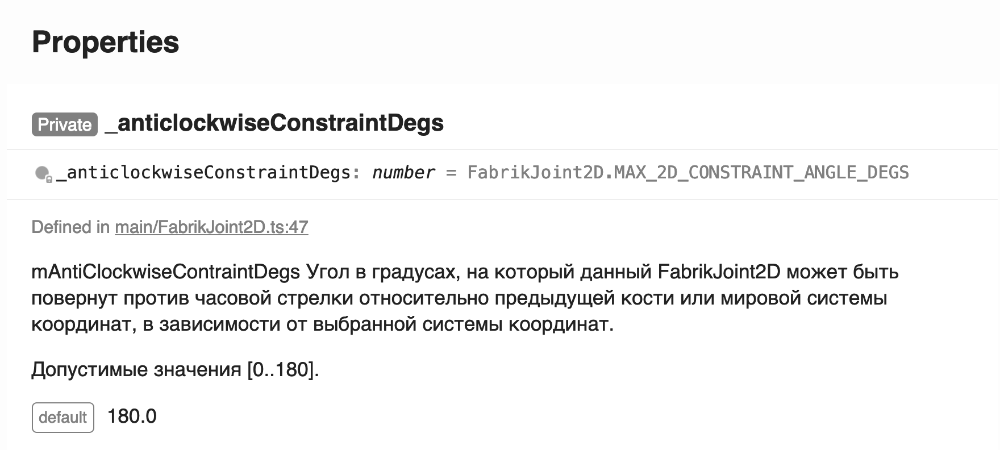 Properties
Private _anticlockwiseConstraintDegs
_anticlockwiseConstraintDegs: number = FabrikJoint2D.MAX_2D_CONSTRAINT_ANGLE_DEGS
Defined in main/FabrikJoint2D.ts:47
mAntiClockwiseContraintDegs Угол в градусах, на который данный FabrikJoint2D может быть
повернут против часовой стрелки относительно предыдущей кости или мировой системы
координат, в зависимости от выбранной системы координат.
Допустимые значения [0..180].
default 180.0